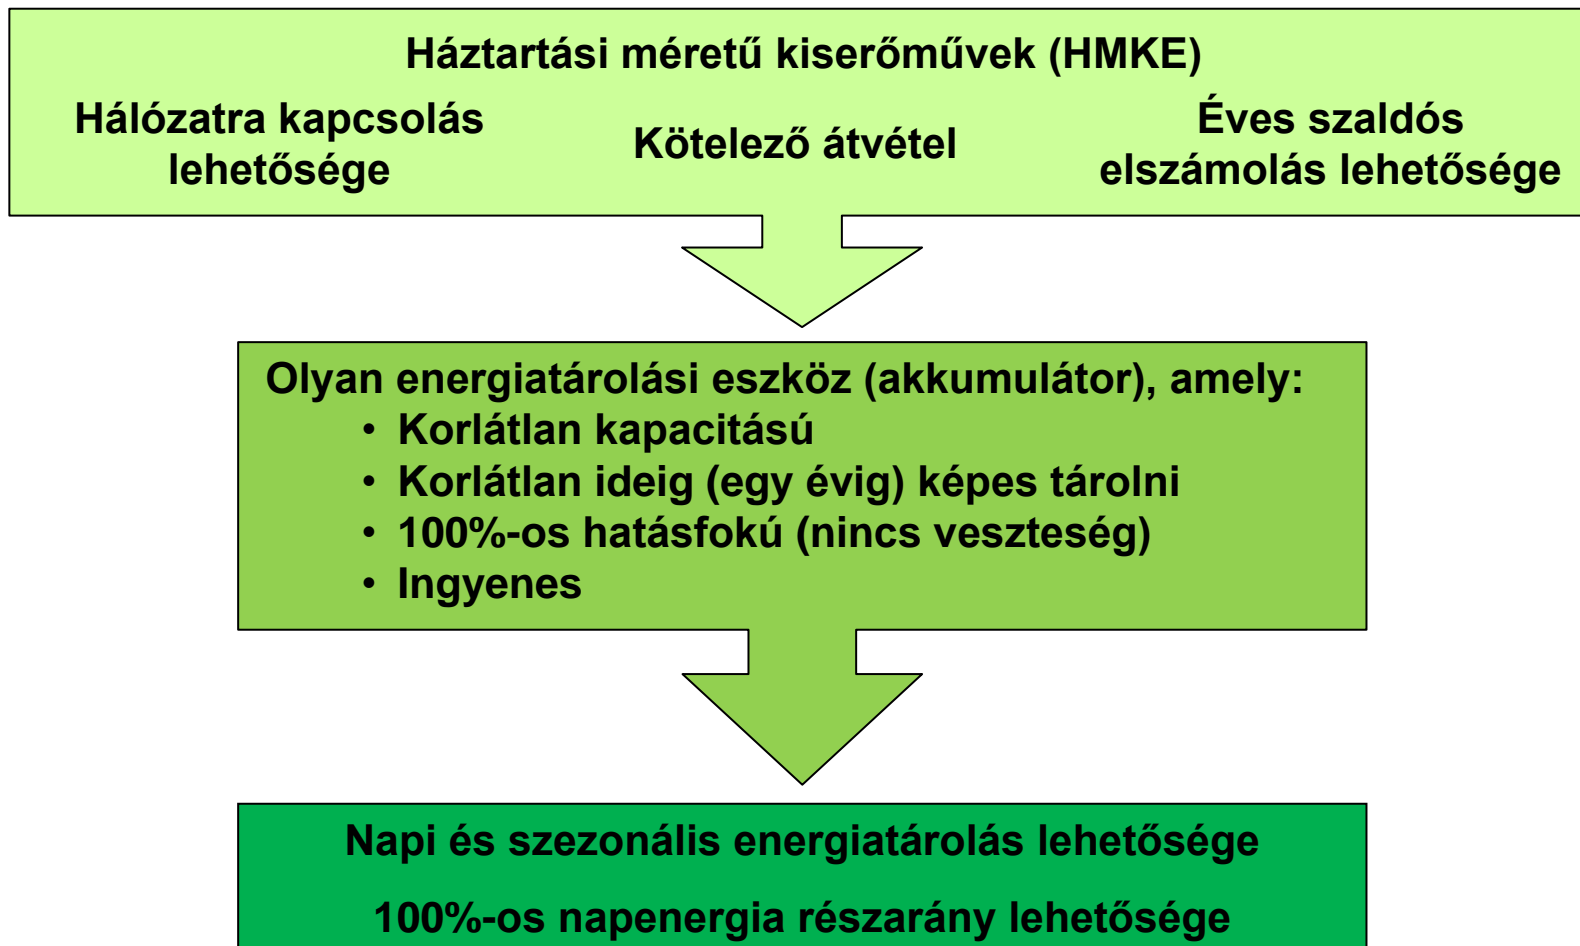 Háztartási méretű kiserőművek (HMKE)
Hálózatra kapcsolás
lehetősége
Kötelező átvétel
Éves szaldós
elszámolás lehetősége
Olyan energiatárolási eszköz (akkumulátor), amely:
• Korlátlan kapacitású
• Korlátlan ideig (egy évig) képes tárolni
• 100%-os hatásfokú (nincs veszteség)
• Ingyenes
Napi és szezonális energiatárolás lehetősége
100%-os napenergia részarány lehetősége